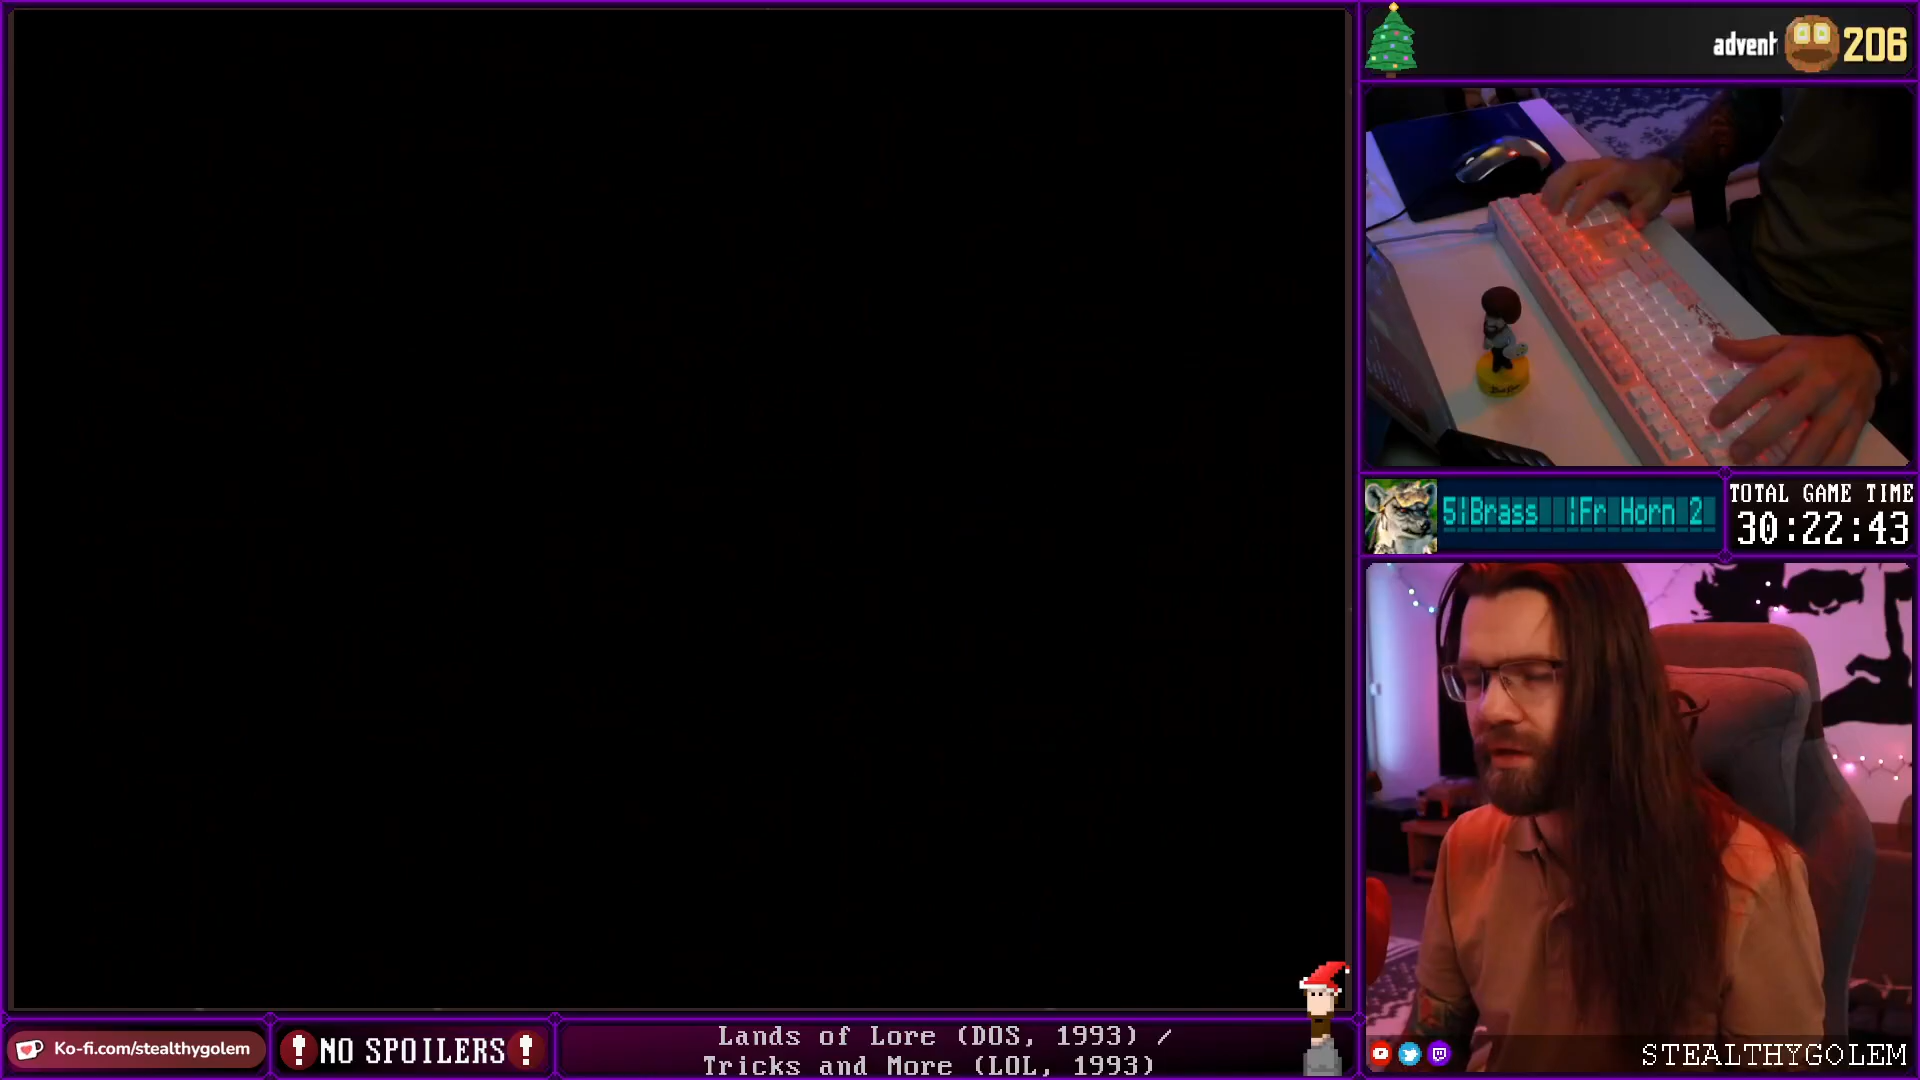 advent
206
5|Brass |Fr Horn 2
TOTAL GAME TIME
30:22:43
Ko-fi.com/stealthygolem
! NO SPOILERS !
Lands of Lore (DOS, 1993) /
Tricks and More (LOL, 1993)
STEALTHYGOLEM